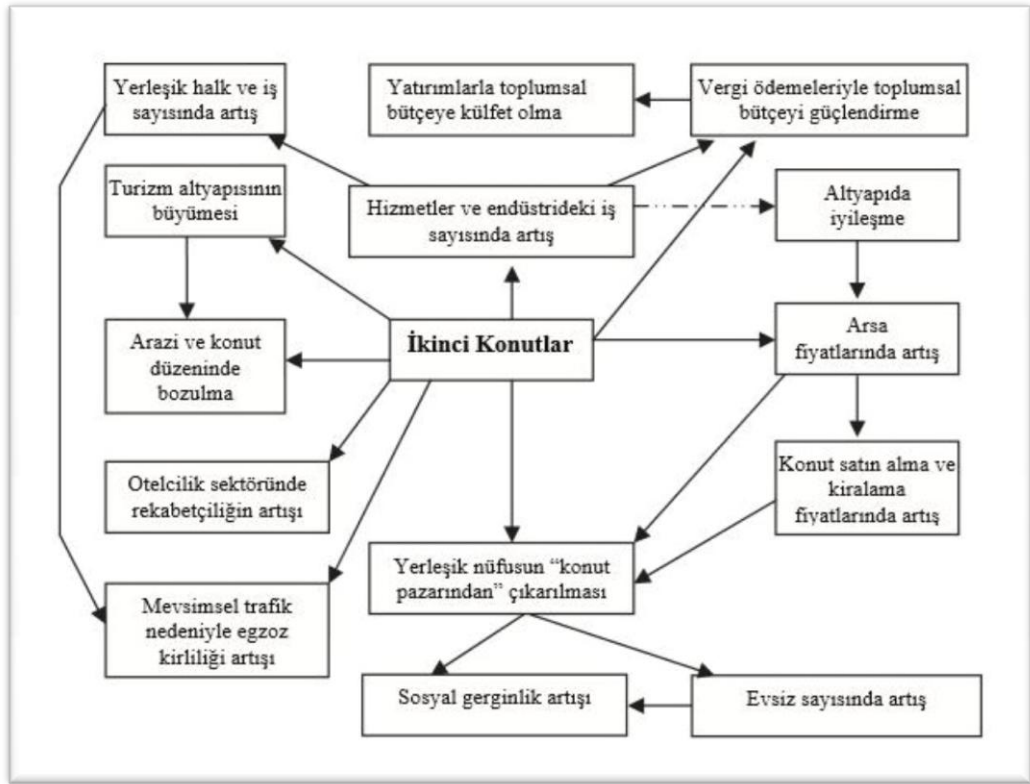 Yerleşik halk ve iş
sayısında artış
Yatırımlarla toplumsal
bütçeye külfet olma
Vergi ödemeleriyle toplumsal
bütçeyi güçlendirme
Turizm altyapısının
büyümesi
Hizmetler ve endüstrideki iş
sayısında artış
Altyapıda
iyileşme
Arazi ve konut
düzeninde
bozulma
İkinci Konutlar
Arsa
fiyatlarında artış
Otelcilik sektöründe
rekabetçiliğin artışı
Konut satın alma ve
kiralama
fiyatlarında artış
Yerleşik nüfusun “konut
pazarından” çıkarılması
Mevsimsel trafik
nedeniyle egzoz
kirliliği artışı
Sosyal gerginlik artışı
Evsiz sayısında artış